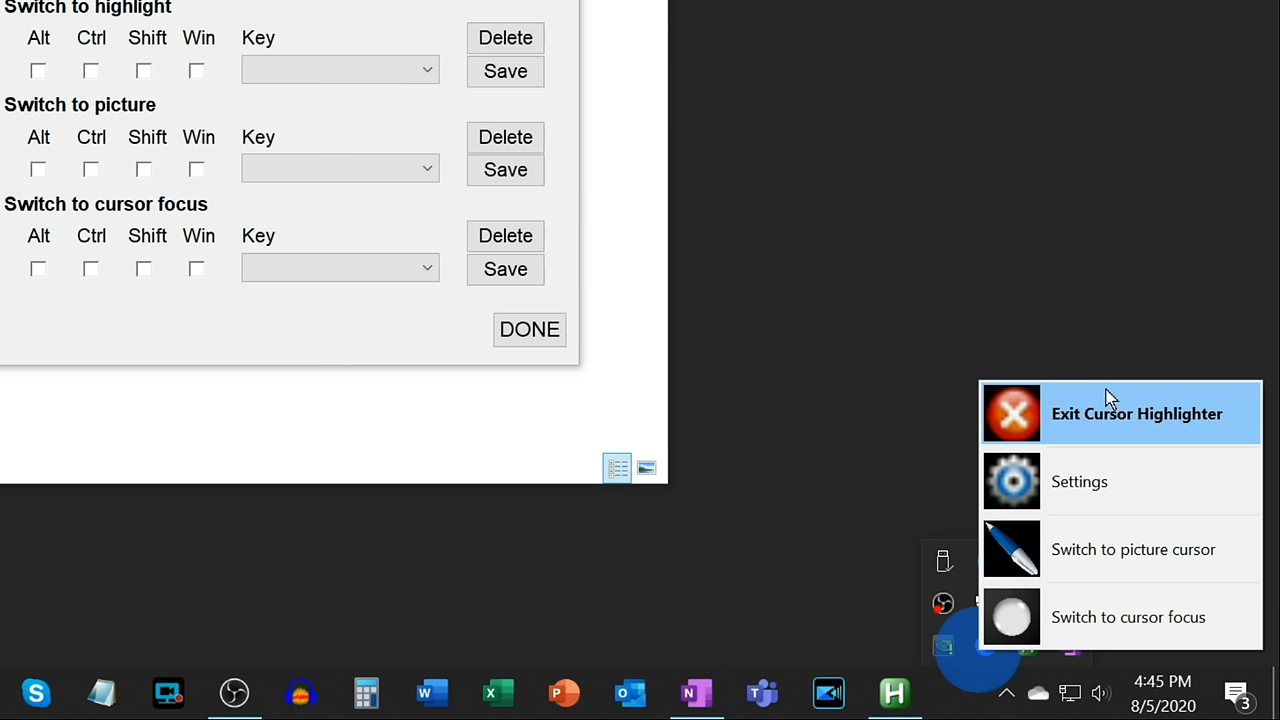 Switch to highlight
Alt Ctrl Shift Win Key Delete
Save
Switch to picture
Alt Ctrl Shift Win Key Delete
Save
Switch to cursor focus
Alt Ctrl Shift Win Key Delete
Save
DONE
Exit Cursor Highlighter
Settings
Switch to picture cursor
Switch to cursor focus
4:45 PM
8/5/2020
3